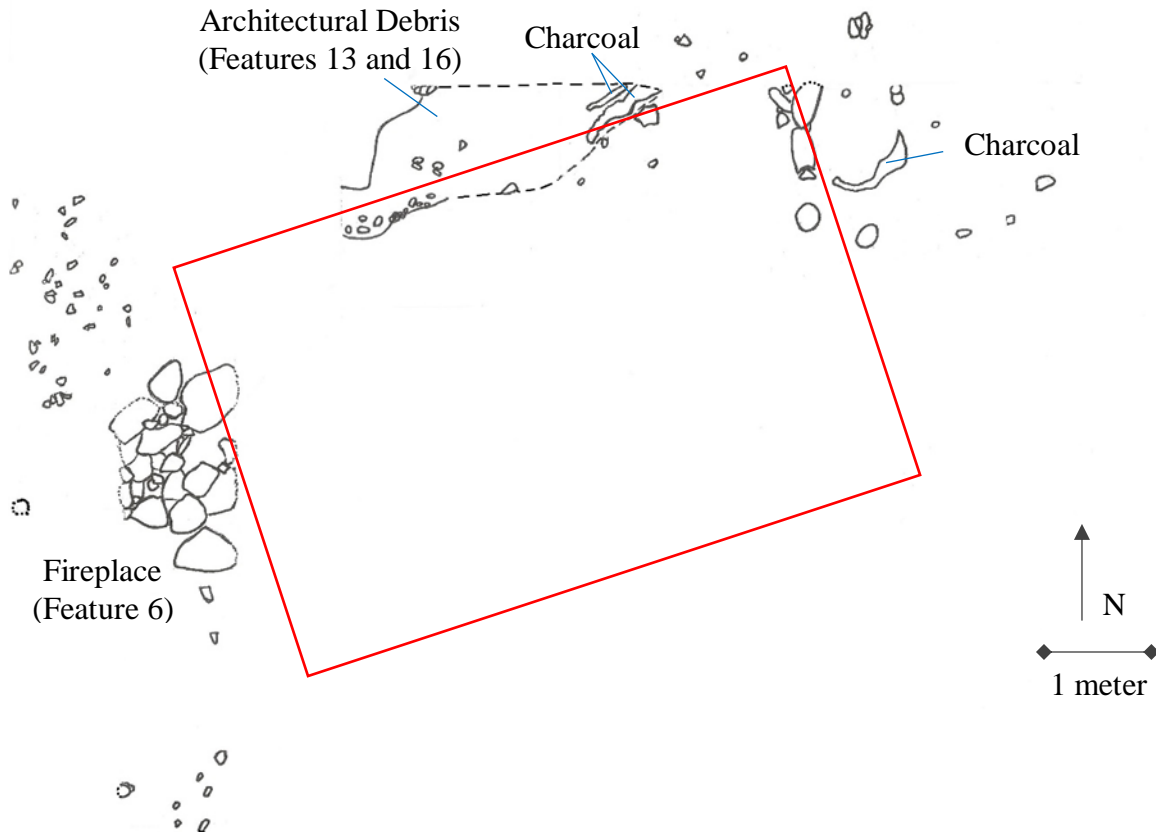 Architectural Debris
(Features 13 and 16)
Charcoal
Charcoal
Fireplace
(Feature 6)
N
1 meter